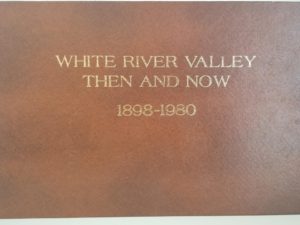 WHITE RIVER VALLEY
THEN AND NOW
1898-1980